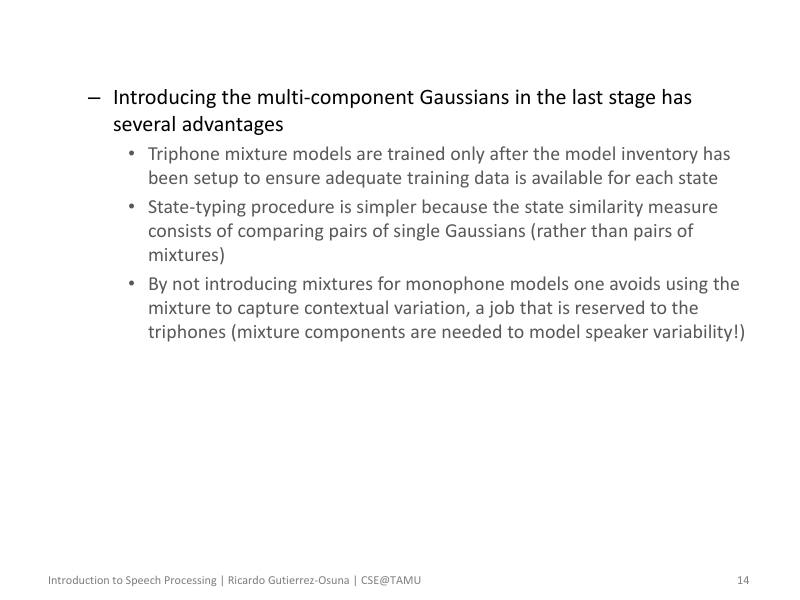 – Introducing the multi-component Gaussians in the last stage has
several advantages
• Triphone mixture models are trained only after the model inventory has
been setup to ensure adequate training data is available for each state
• State-typing procedure is simpler because the state similarity measure
consists of comparing pairs of single Gaussians (rather than pairs of
mixtures)
• By not introducing mixtures for monophone models one avoids using the
mixture to capture contextual variation, a job that is reserved to the
triphones (mixture components are needed to model speaker variability!)
Introduction to Speech Processing | Ricardo Gutierrez-Osuna | CSE@TAMU
14